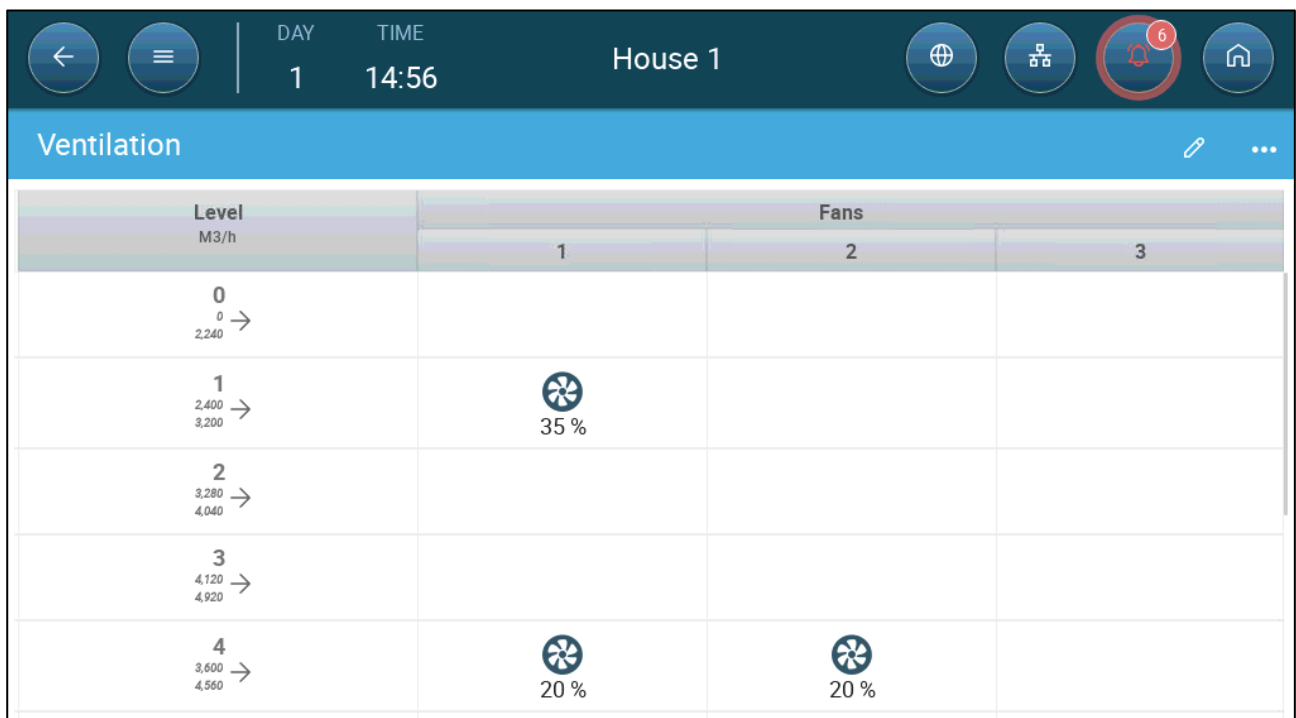 DAY TIME
1 14:56
House 1
6
Ventilation
Level
M3/h
Fans
1 2 3
0
0
2,240
1
2,400
3,200
35 %
2
3,280
4,040
3
4,120
4,920
4
3,600
4,560
20 % 20 %